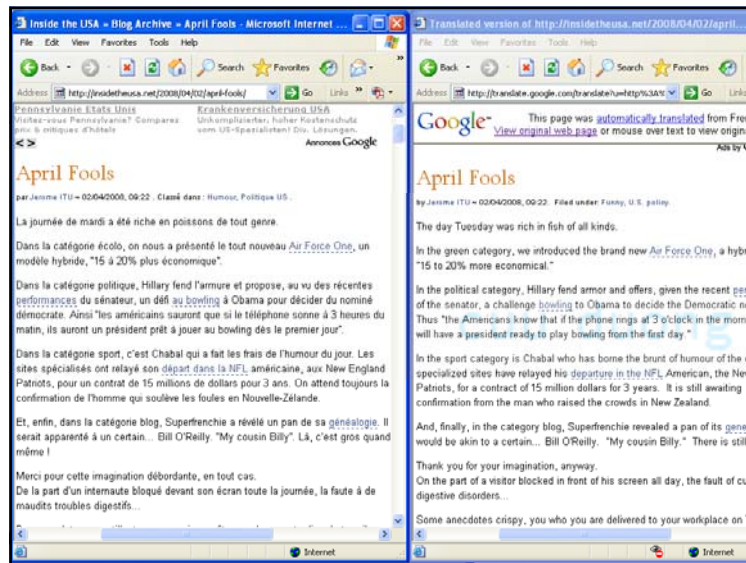 Inside the USA » Blog Archive » April Fools - Microsoft Internet ...
File Edit View Favorites Tools Help
Back Search Favorites
Address http://insidetheusa.net/2008/04/02/april-fools/ Go Links
Pennsylvanie Etats Unis
Visitez-vous Pennsylvanie? Compares
prix & critiques d'hôtels
Krankenversicherung USA
Unkomplizierter, hoher Kostenschutz
vom US-Spezialisten! Div. Lösungen.
< >
Annonces Google
April Fools
par Jerome ITU – 02/04/2008, 09:22 . Classé dans : Humour, Politique US .
La journée de mardi a été riche en poissons de tout genre.
Dans la catégorie écolo, on nous a présenté le tout nouveau Air Force One, un
modèle hybride, "15 à 20% plus économique".
Dans la catégorie politique, Hillary fend l'armure et propose, au vu des récentes
performances du sénateur, un défi au bowling à Obama pour décider du nominé
démocrate. Ainsi "les américains sauront que si le téléphone sonne à 3 heures du
matin, ils auront un président prêt à jouer au bowling dès le premier jour".
Dans la catégorie sport, c'est Chabal qui a fait les frais de l'humour du jour. Les
sites spécialisés ont relayé son départ dans la NFL américaine, aux New England
Patriots, pour un contrat de 15 millions de dollars pour 3 ans. On attend toujours la
confirmation de l'homme qui soulève les foules en Nouvelle-Zélande.
Et, enfin, dans la catégorie blog, Superfrenchie a révélé un pan de sa généalogie. Il
serait apparenté à un certain... Bill O'Reilly. "My cousin Billy". Là, c'est gros quand
même !
Merci pour cette imagination débordante, en tout cas.
De la part d'un internaute bloqué devant son écran toute la journée, la faute à de
maudits troubles digestifs...
Internet
Translated version of http://insidetheusa.net/2008/04/02/april...
File Edit View Favorites Tools Help
Back Search Favorites
Address http://translate.google.com/translate?u=http%3A% Go Links
Google
This page was automatically translated from Fre
View original web page or mouse over text to view origin
Ads by
April Fools
by Jerome ITU – 02/04/2008, 09:22. Filed under: Funny, U.S. policy.
The day Tuesday was rich in fish of all kinds.
In the green category, we introduced the brand new Air Force One, a hybr
"15 to 20% more economical."
In the political category, Hillary fend armor and offers, given the recent per
of the senator, a challenge bowling to Obama to decide the Democratic no
Thus "the Americans know that if the phone rings at 3 o'clock in the morn
will have a president ready to play bowling from the first day."
In the sport category is Chabal who has borne the brunt of humour of the
specialized sites have relayed his departure in the NFL American, the New
Patriots, for a contract of 15 million dollars for 3 years. It is still awaiting
confirmation from the man who raised the crowds in New Zealand.
And, finally, in the category blog, Superfrenchie revealed a pan of its gene
would be akin to a certain... Bill O'Reilly. "My cousin Billy." There is still
Thank you for your imagination, anyway.
On the part of a visitor blocked in front of his screen all day, the fault of cu
digestive disorders...
Some anecdotes crispy, you who you are delivered to your workplace on
Internet